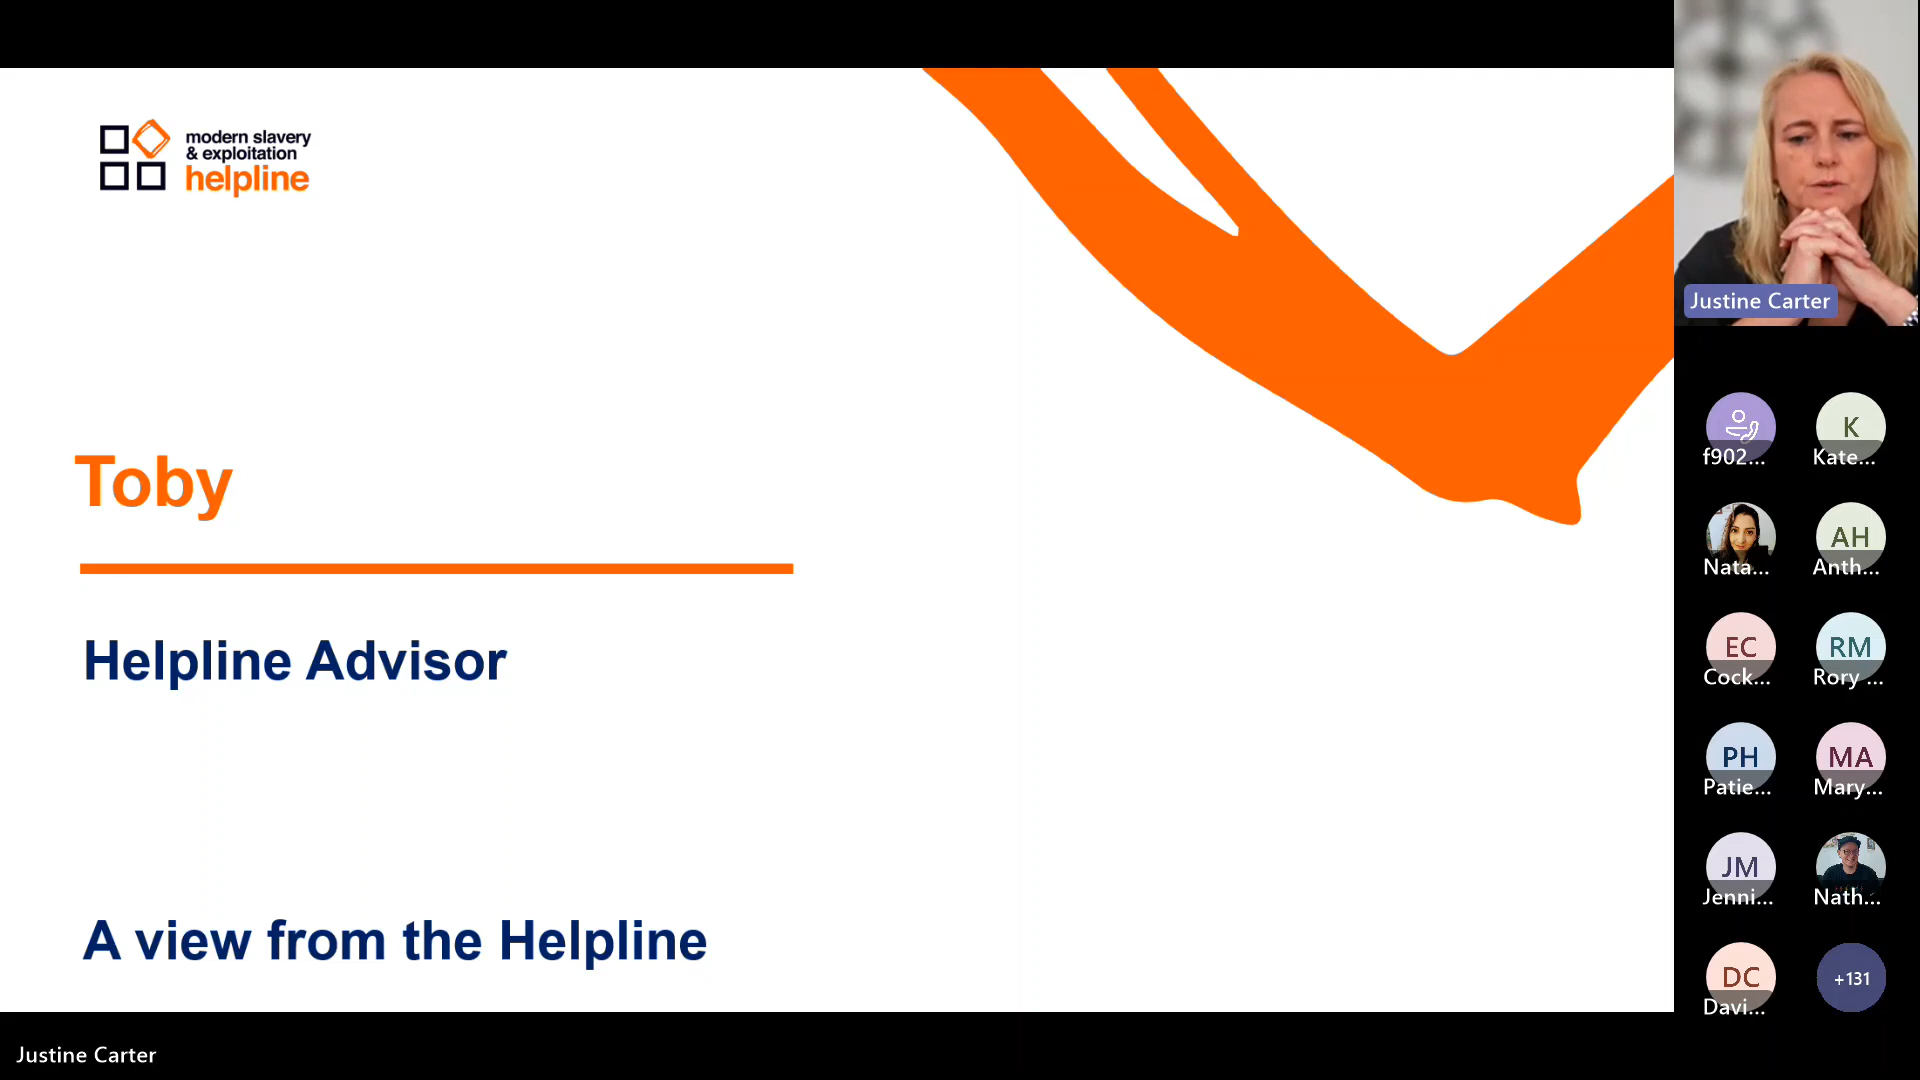 modern slavery
& exploitation
helpline
Toby
Helpline Advisor
A view from the Helpline
Justine Carter
f902...
K
Kate...
Nata...
AH
Anth...
EC
Cock...
RM
Rory ...
PH
Patie...
MA
Mary...
JM
Jenni...
Nath...
DC
Davi...
+131
Justine Carter